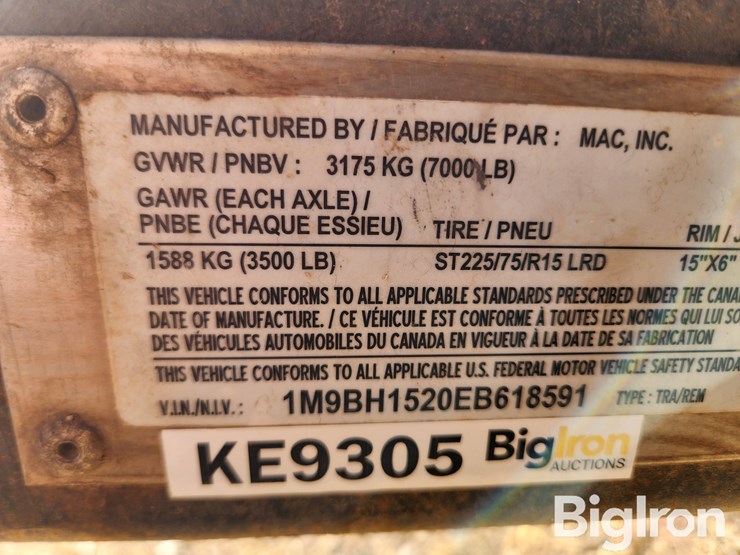 MANUFACTURED BY / FABRIQUÉ PAR : MAC, INC.
GVWR / PNBV : 3175 KG (7000 LB)
GAWR (EACH AXLE) /
PNBE (CHAQUE ESSIEU) TIRE / PNEU RIM / J
1588 KG (3500 LB) ST225/75/R15 LRD 15"X6"
THIS VEHICLE CONFORMS TO ALL APPLICABLE STANDARDS PRESCRIBED UNDER THE CANA
DATE OF MANUFACTURE. / CE VÉHICULE EST CONFORME À TOUTES LES NORMES QUI LUI SO
DES VÉHICULES AUTOMOBILES DU CANADA EN VIGUEUR À LA DATE DE SA FABRICATION
THIS VEHICLE CONFORMS TO ALL APPLICABLE U.S. FEDERAL MOTOR VEHICLE SAFETY STANDA
V.I.N./N.I.V.: 1M9BH1520EB618591 TYPE : TRA/REM
KE9305 BigIron
AUCTIONS
BigIron